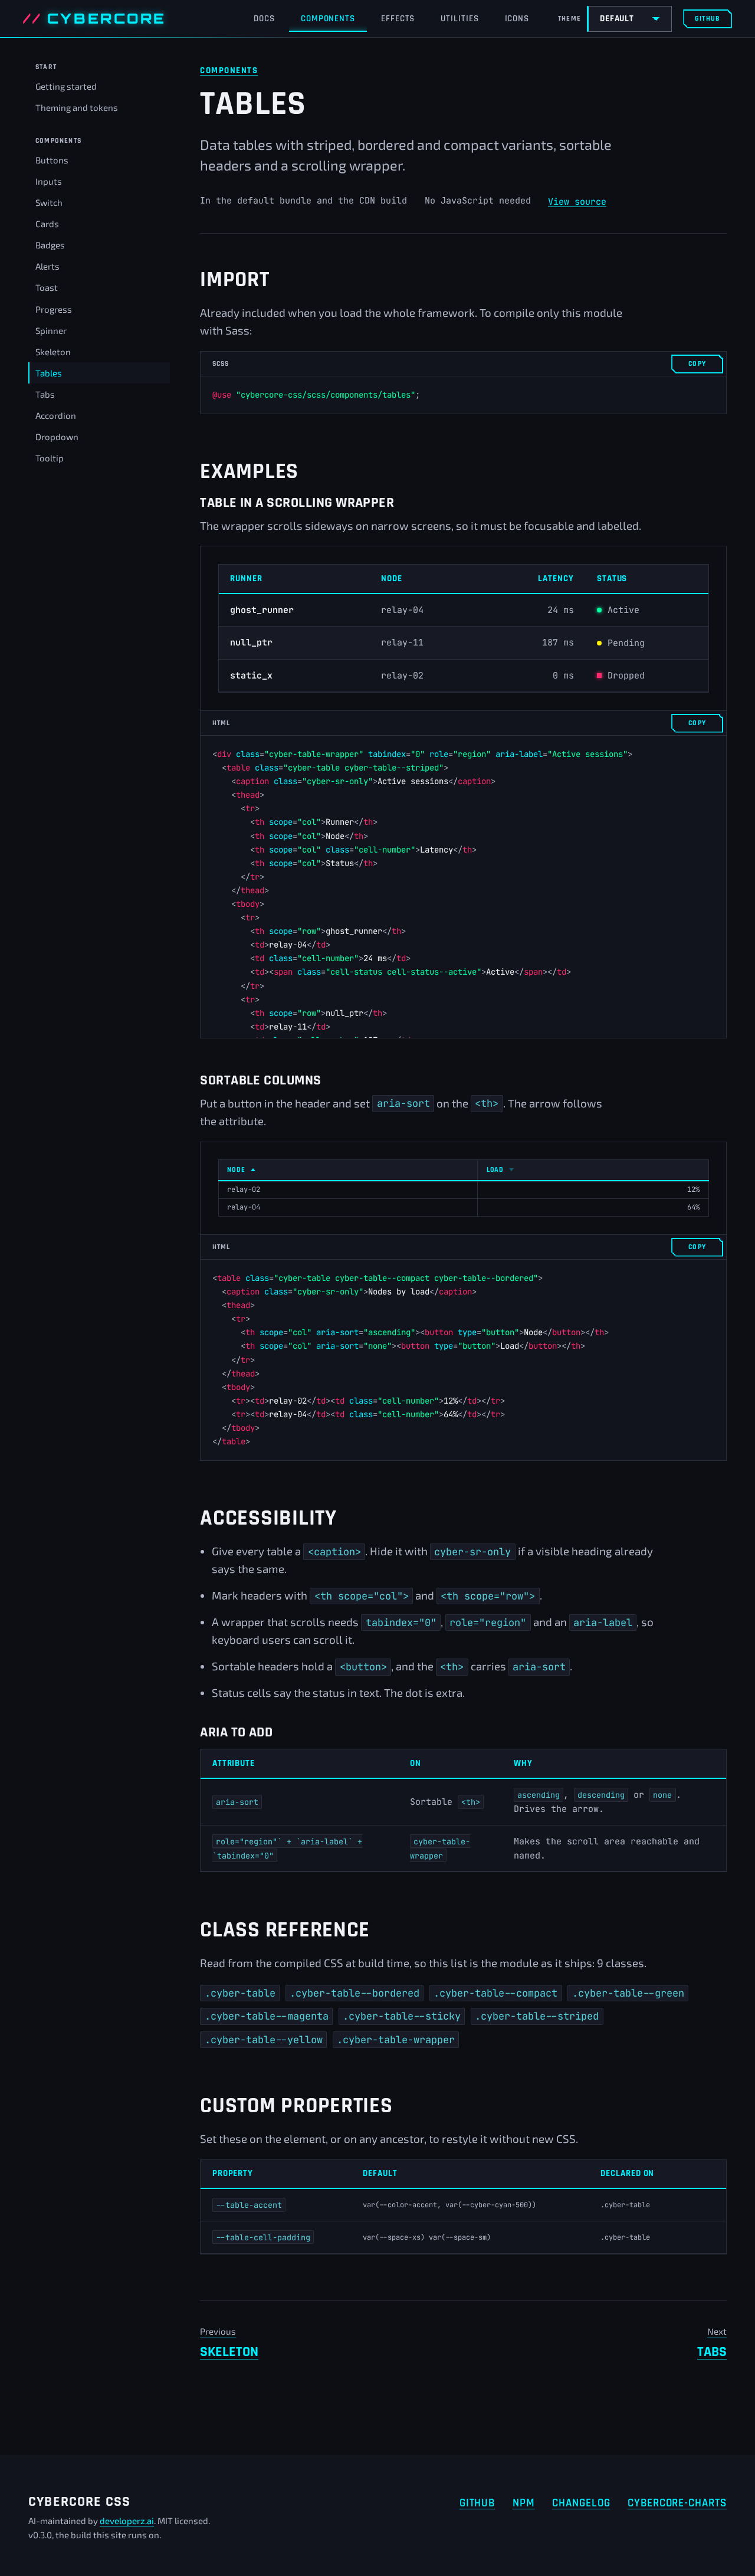 // CYBERCORE
DOCS
COMPONENTS
EFFECTS
UTILITIES
ICONS
THEME
DEFAULT
GITHUB
START
Getting started
Theming and tokens
COMPONENTS
Buttons
Inputs
Switch
Cards
Badges
Alerts
Toast
Progress
Spinner
Skeleton
Tables
Tabs
Accordion
Dropdown
Tooltip
COMPONENTS
TABLES
Data tables with striped, bordered and compact variants, sortable
headers and a scrolling wrapper.
In the default bundle and the CDN build No JavaScript needed View source
IMPORT
Already included when you load the whole framework. To compile only this module
with Sass:
SCSS COPY
@use "cybercore-css/scss/components/tables";
EXAMPLES
TABLE IN A SCROLLING WRAPPER
The wrapper scrolls sideways on narrow screens, so it must be focusable and labelled.
RUNNER NODE LATENCY STATUS
ghost_runner relay-04 24 ms Active
null_ptr relay-11 187 ms Pending
static_x relay-02 0 ms Dropped
HTML COPY
<div class="cyber-table-wrapper" tabindex="0" role="region" aria-label="Active sessions">
<table class="cyber-table cyber-table--striped">
<caption class="cyber-sr-only">Active sessions</caption>
<thead>
<tr>
<th scope="col">Runner</th>
<th scope="col">Node</th>
<th scope="col" class="cell-number">Latency</th>
<th scope="col">Status</th>
</tr>
</thead>
<tbody>
<tr>
<th scope="row">ghost_runner</th>
<td>relay-04</td>
<td class="cell-number">24 ms</td>
<td><span class="cell-status cell-status--active">Active</span></td>
</tr>
<tr>
<th scope="row">null_ptr</th>
<td>relay-11</td>
SORTABLE COLUMNS
Put a button in the header and set aria-sort on the <th>. The arrow follows
the attribute.
NODE LOAD
relay-02 12%
relay-04 64%
HTML COPY
<table class="cyber-table cyber-table--compact cyber-table--bordered">
<caption class="cyber-sr-only">Nodes by load</caption>
<thead>
<tr>
<th scope="col" aria-sort="ascending"><button type="button">Node</button></th>
<th scope="col" aria-sort="none"><button type="button">Load</button></th>
</tr>
</thead>
<tbody>
<tr><td>relay-02</td><td class="cell-number">12%</td></tr>
<tr><td>relay-04</td><td class="cell-number">64%</td></tr>
</tbody>
</table>
ACCESSIBILITY
• Give every table a <caption>. Hide it with cyber-sr-only if a visible heading already
says the same.
• Mark headers with <th scope="col"> and <th scope="row">.
• A wrapper that scrolls needs tabindex="0", role="region" and an aria-label, so
keyboard users can scroll it.
• Sortable headers hold a <button>, and the <th> carries aria-sort.
• Status cells say the status in text. The dot is extra.
ARIA TO ADD
ATTRIBUTE ON WHY
aria-sort Sortable <th> ascending, descending or none.
Drives the arrow.
role="region"` + `aria-label` + cyber-table- Makes the scroll area reachable and
`tabindex="0" wrapper named.
CLASS REFERENCE
Read from the compiled CSS at build time, so this list is the module as it ships: 9 classes.
.cyber-table .cyber-table--bordered .cyber-table--compact .cyber-table--green
.cyber-table--magenta .cyber-table--sticky .cyber-table--striped
.cyber-table--yellow .cyber-table-wrapper
CUSTOM PROPERTIES
Set these on the element, or on any ancestor, to restyle it without new CSS.
PROPERTY DEFAULT DECLARED ON
--table-accent var(--color-accent, var(--cyber-cyan-500)) .cyber-table
--table-cell-padding var(--space-xs) var(--space-sm) .cyber-table
Previous
SKELETON
Next
TABS
CYBERCORE CSS
AI-maintained by developerz.ai. MIT licensed.
v0.3.0, the build this site runs on.
GITHUB NPM CHANGELOG CYBERCORE-CHARTS